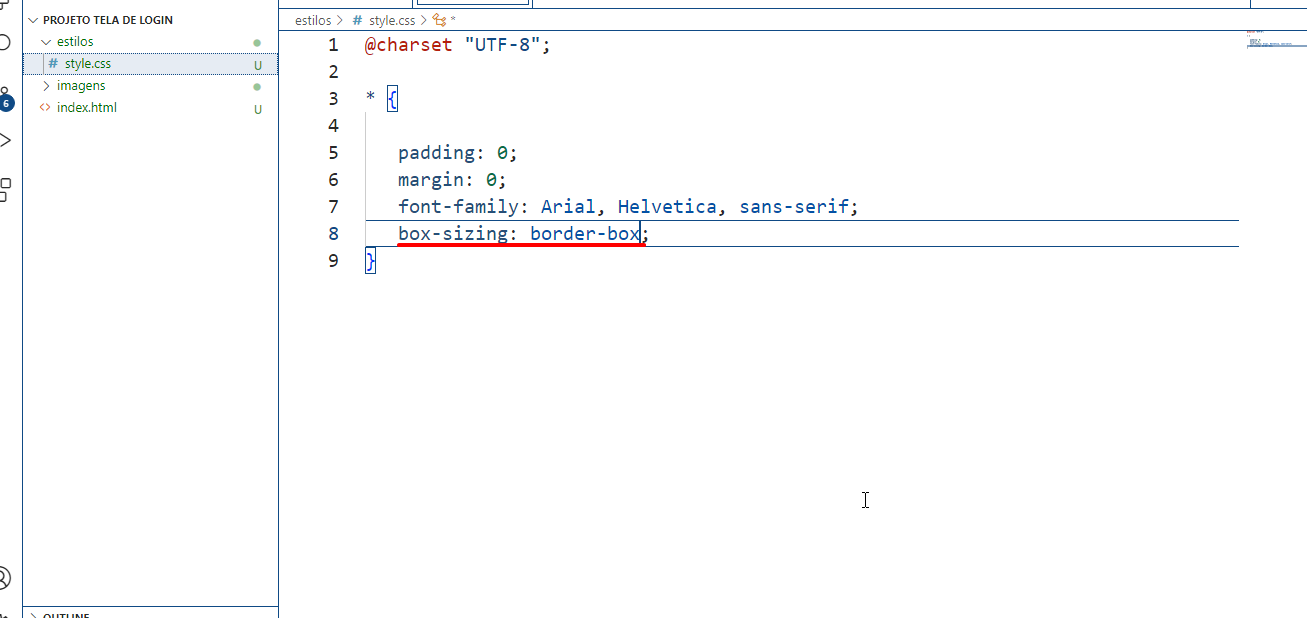 PROJETO TELA DE LOGIN
estilos
# style.css U
imagens
<> index.html U
6
estilos > # style.css > *
1 @charset "UTF-8";
2
3 * {
4
5 padding: 0;
6 margin: 0;
7 font-family: Arial, Helvetica, sans-serif;
8 box-sizing: border-box;
9 }
OUTLINE